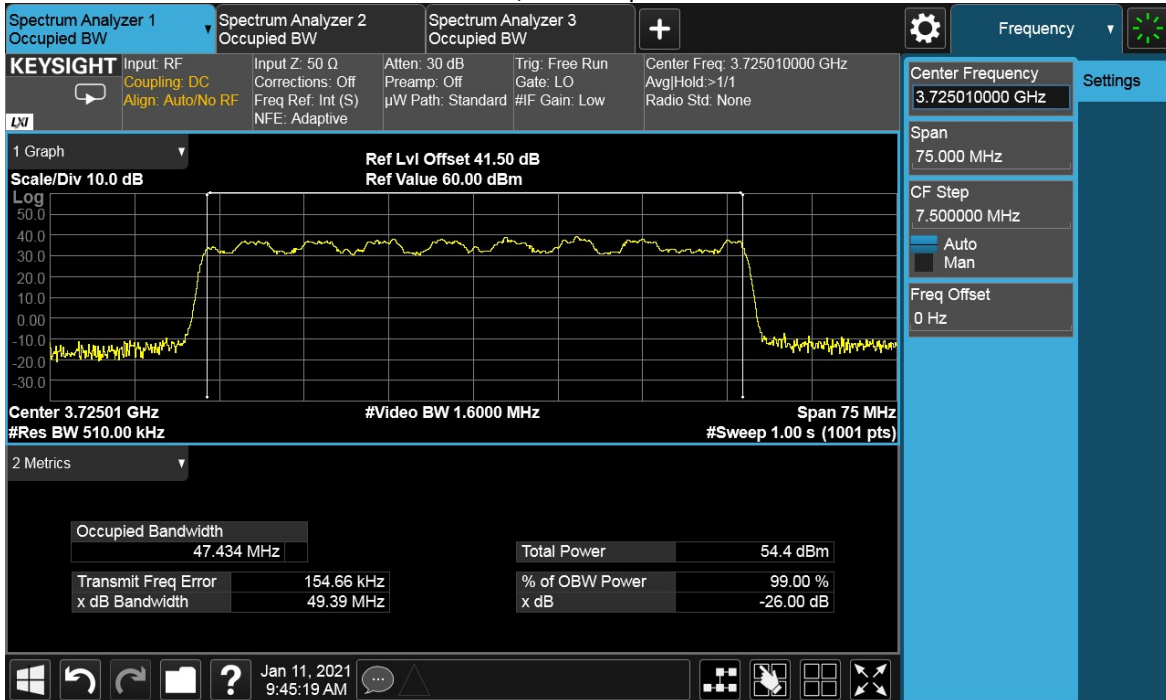 Spectrum Analyzer 1
Occupied BW
Spectrum Analyzer 2
Occupied BW
Spectrum Analyzer 3
Occupied BW
+
Frequency
KEYSIGHT
LXI
Input: RF
Coupling: DC
Align: Auto/No RF
Input Z: 50 Ω
Corrections: Off
Freq Ref: Int (S)
NFE: Adaptive
Atten: 30 dB
Preamp: Off
µW Path: Standard
Trig: Free Run
Gate: LO
#IF Gain: Low
Center Freq: 3.725010000 GHz
Avg|Hold:>1/1
Radio Std: None
1 Graph
Scale/Div 10.0 dB
Ref Lvl Offset 41.50 dB
Ref Value 60.00 dBm
Log
50.0
40.0
30.0
20.0
10.0
0.00
-10.0
-20.0
-30.0
Center 3.72501 GHz
#Video BW 1.6000 MHz
Span 75 MHz
#Res BW 510.00 kHz
#Sweep 1.00 s (1001 pts)
2 Metrics
Occupied Bandwidth
47.434 MHz
Total Power 54.4 dBm
Transmit Freq Error 154.66 kHz
% of OBW Power 99.00 %
x dB Bandwidth 49.39 MHz
x dB -26.00 dB
?
Jan 11, 2021
9:45:19 AM
Center Frequency
3.725010000 GHz
Settings
Span
75.000 MHz
CF Step
7.500000 MHz
Auto
Man
Freq Offset
0 Hz